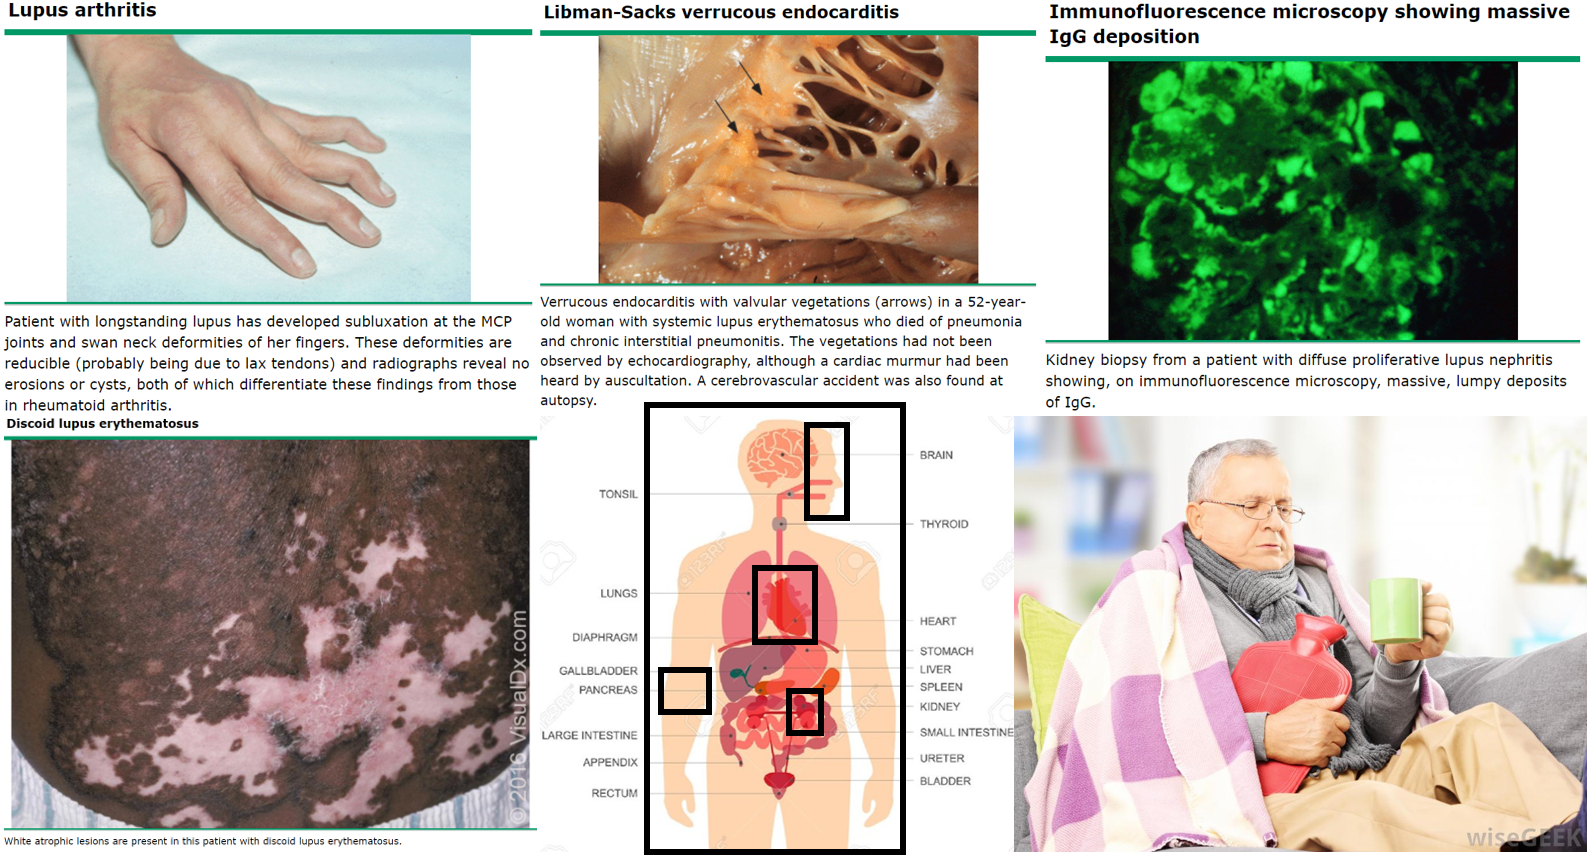 Lupus arthritis
Patient with longstanding lupus has developed subluxation at the MCP
joints and swan neck deformities of her fingers. These deformities are
reducible (probably being due to lax tendons) and radiographs reveal no
erosions or cysts, both of which differentiate these findings from those
in rheumatoid arthritis.
Libman-Sacks verrucous endocarditis
Verrucous endocarditis with valvular vegetations (arrows) in a 52-year-
old woman with systemic lupus erythematosus who died of pneumonia
and chronic interstitial pneumonitis. The vegetations had not been
observed by echocardiography, although a cardiac murmur had been
heard by auscultation. A cerebrovascular accident was also found at
autopsy.
Immunofluorescence microscopy showing massive
IgG deposition
Kidney biopsy from a patient with diffuse proliferative lupus nephritis
showing, on immunofluorescence microscopy, massive, lumpy deposits
of IgG.
Discoid lupus erythematosus
© 2016 VisualDx.com
White atrophic lesions are present in this patient with discoid lupus erythematosus.
TONSIL
LUNGS
DIAPHRAGM
GALLBLADDER
PANCREAS
LARGE INTESTINE
APPENDIX
RECTUM
BRAIN
THYROID
HEART
STOMACH
LIVER
SPLEEN
KIDNEY
SMALL INTESTINE
URETER
BLADDER
123RF
123RF
wiseGEEK